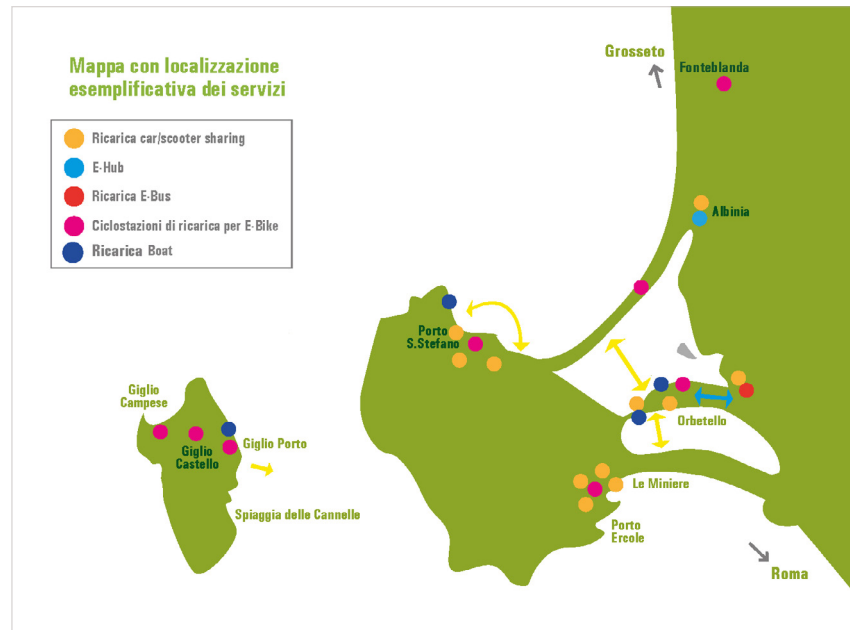 Mappa con localizzazione
esemplificativa dei servizi
Ricarica car/scooter sharing
E-Hub
Ricarica E-Bus
Ciclostazioni di ricarica per E-Bike
Ricarica Boat
Grosseto
Fonteblanda
Albinia
Porto
S.Stefano
Giglio
Campese
Giglio
Castello
Giglio Porto
Spiaggia delle Cannelle
Orbetello
Le Miniere
Porto
Ercole
Roma